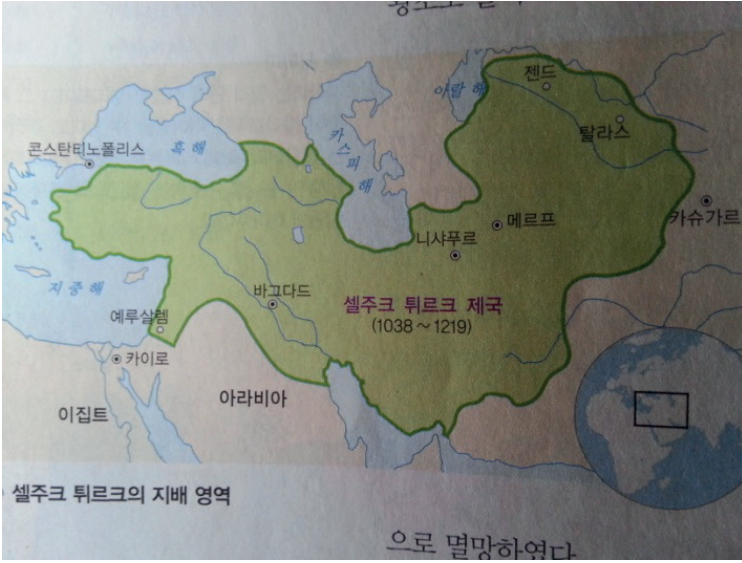 젠드
아랄 해
탈라스
콘스탄티노폴리스
흑 해
카스피 해
카슈가르
메르프
니샤푸르
지 중 해
바그다드
셀주크 튀르크 제국
(1038 ~ 1219)
예루살렘
카이로
아라비아
이집트
셀주크 튀르크의 지배 영역
으로 멸망하였다